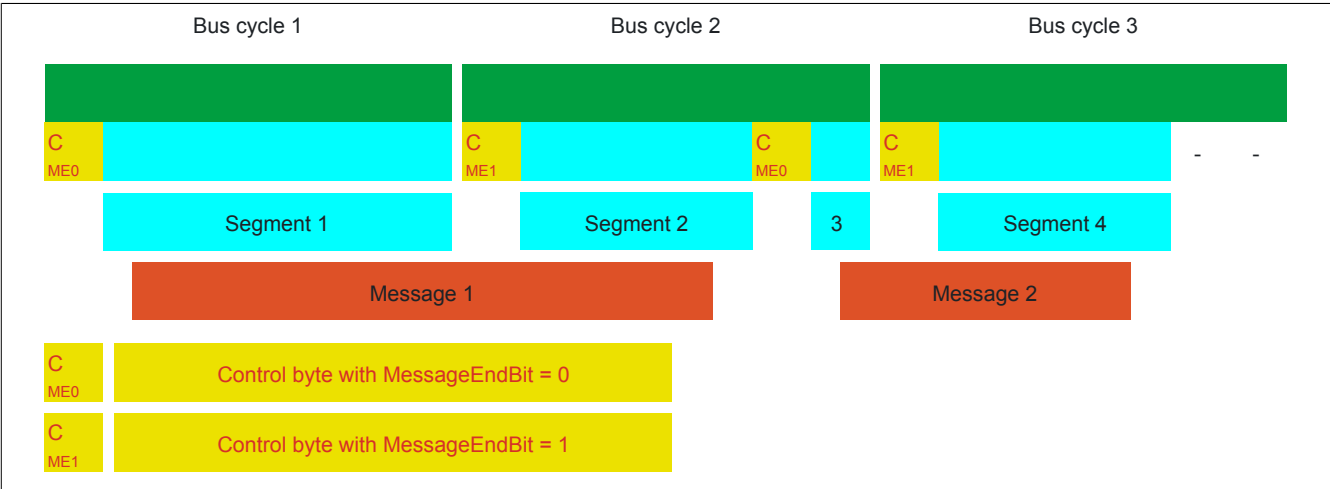 Bus cycle 1 Bus cycle 2 Bus cycle 3
C C C C
ME0 ME1 ME0 ME1 - -
Segment 1 Segment 2 3 Segment 4
Message 1 Message 2
C
ME0
Control byte with MessageEndBit = 0
C
ME1
Control byte with MessageEndBit = 1